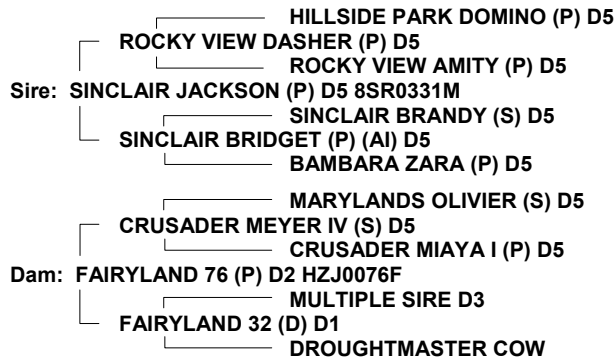 HILLSIDE PARK DOMINO (P) D5
ROCKY VIEW DASHER (P) D5
ROCKY VIEW AMITY (P) D5
Sire: SINCLAIR JACKSON (P) D5 8SR0331M
SINCLAIR BRANDY (S) D5
SINCLAIR BRIDGET (P) (AI) D5
BAMBARA ZARA (P) D5
MARYLANDS OLIVIER (S) D5
CRUSADER MEYER IV (S) D5
CRUSADER MIAYA I (P) D5
Dam: FAIRYLAND 76 (P) D2 HZJ0076F
MULTIPLE SIRE D3
FAIRYLAND 32 (D) D1
DROUGHTMASTER COW